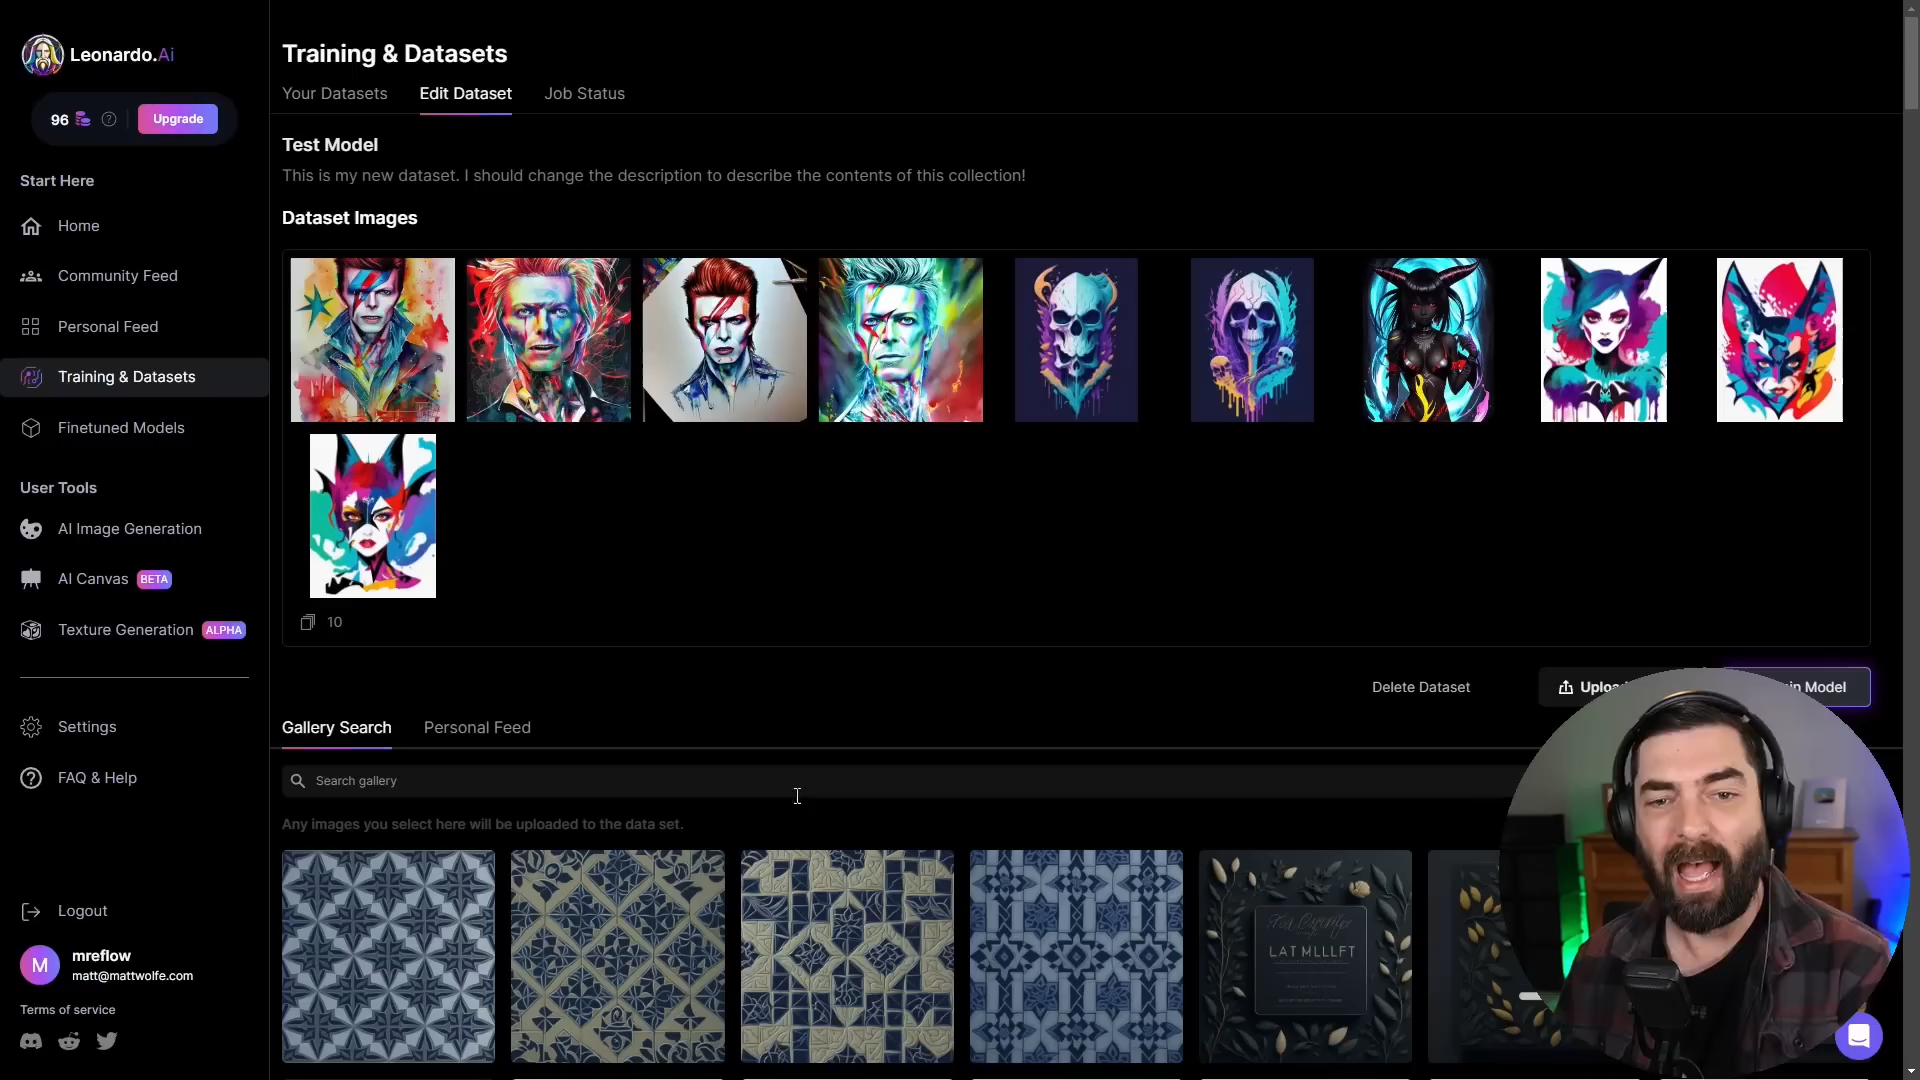 Leonardo.Ai
96
Upgrade
Start Here
Home
Community Feed
Personal Feed
Training & Datasets
Finetuned Models
User Tools
AI Image Generation
AI Canvas BETA
Texture Generation ALPHA
Settings
FAQ & Help
Logout
M
mreflow
matt@mattwolfe.com
Terms of service
Training & Datasets
Your Datasets Edit Dataset Job Status
Test Model
This is my new dataset. I should change the description to describe the contents of this collection!
Dataset Images
10
Delete Dataset
Model
Gallery Search Personal Feed
Search gallery
Any images you select here will be uploaded to the data set.
LATMLLLFT